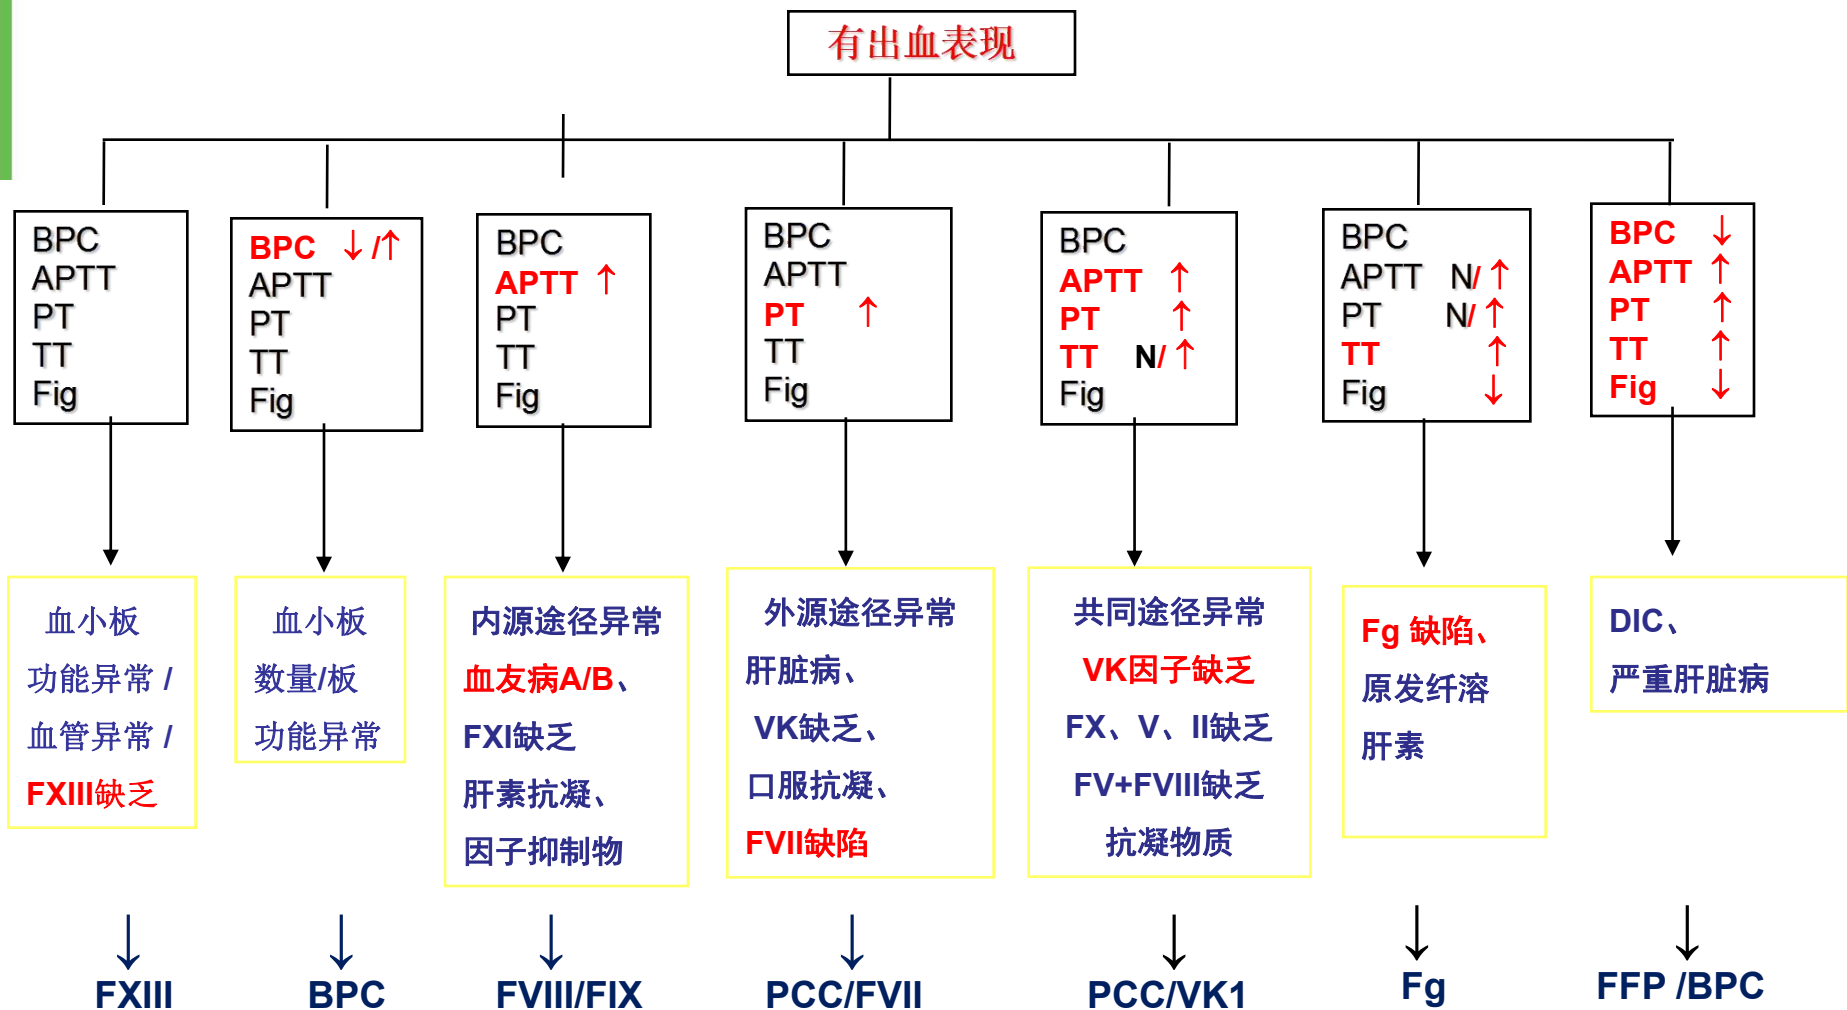 有出血表现
BPC
APTT
PT
TT
Fig
BPC ↓/↑
APTT
PT
TT
Fig
BPC
APTT ↑
PT
TT
Fig
BPC
APTT
PT ↑
TT
Fig
BPC
APTT ↑
PT ↑
TT N/↑
Fig
BPC
APTT N/↑
PT N/↑
TT ↑
Fig ↓
BPC ↓
APTT ↑
PT ↑
TT ↑
Fig ↓
血小板
功能异常/
血管异常/
FXIII缺乏
血小板
数量/板
功能异常
内源途径异常
血友病A/B、
FXI缺乏
肝素抗凝、
因子抑制物
外源途径异常
肝脏病、
VK缺乏、
口服抗凝、
FVII缺陷
共同途径异常
VK因子缺乏
FX、V、II缺乏
FV+FVIII缺乏
抗凝物质
Fg 缺陷、
原发纤溶
肝素
DIC、
严重肝脏病
↓
FXIII
↓
BPC
↓
FVIII/FIX
↓
PCC/FVII
↓
PCC/VK1
↓
Fg
↓
FFP /BPC